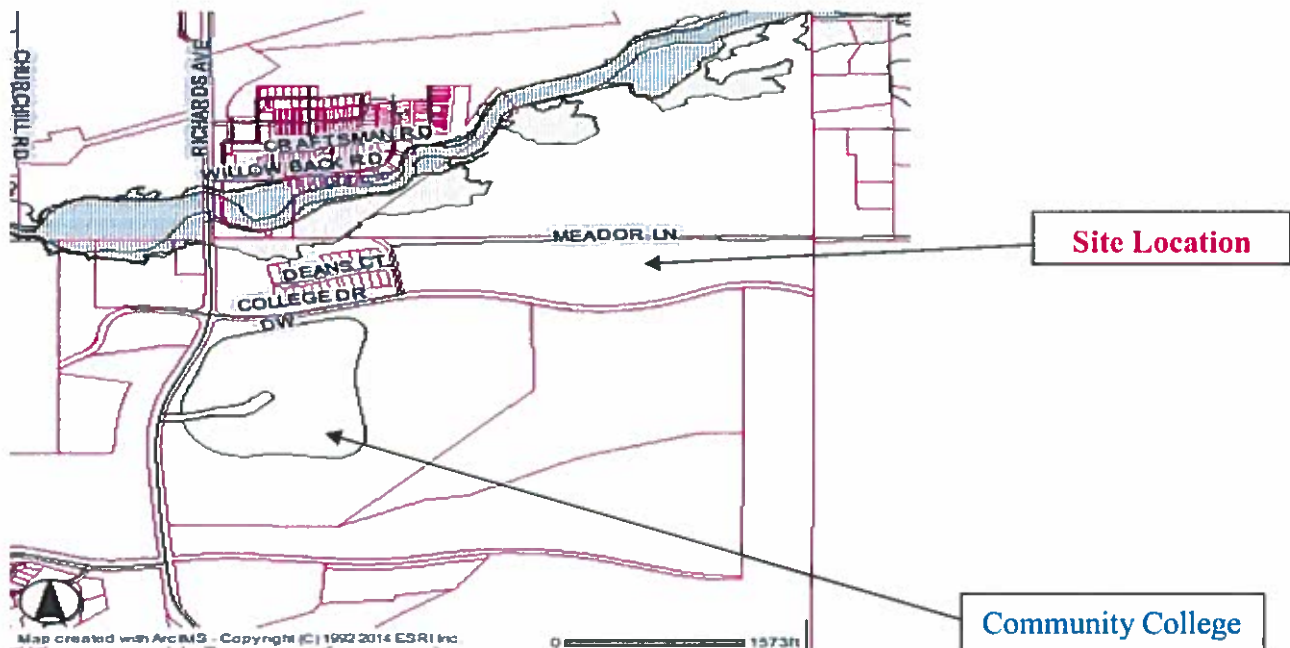 CHURCHILL RD
RICHARDS AVE
CRAFTSMAN RD
WILLOW BACK RD
MEADOR LN
Site Location
DEANS CT
COLLEGE DR
DW
Community College
Map created with ArcIMS - Copyright (C) 1992 2014 ESRI Inc.
0 1573ft